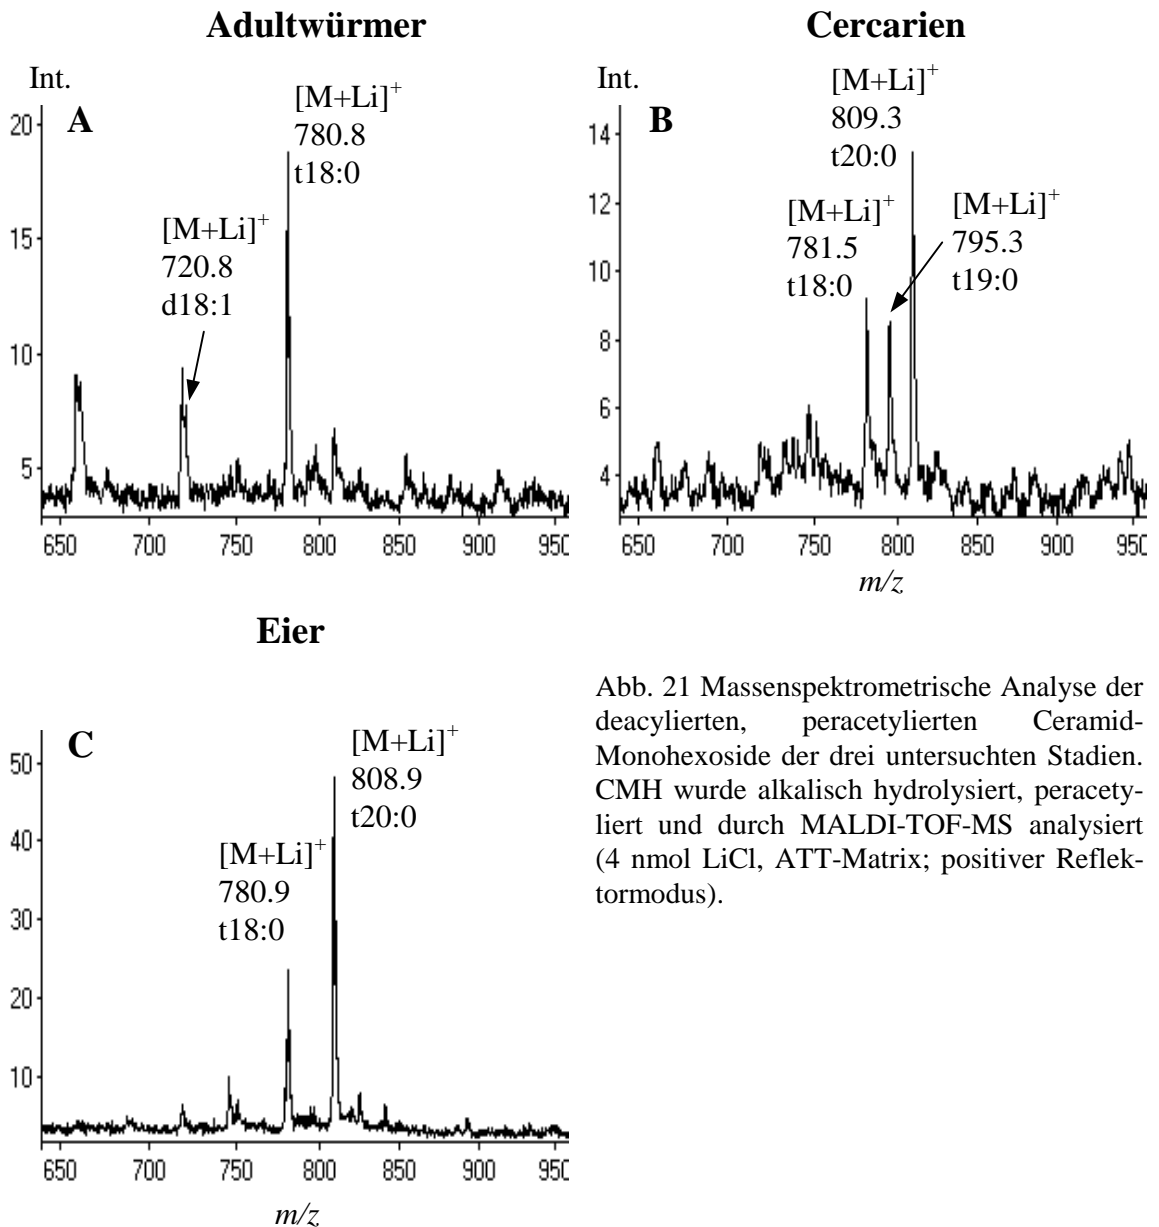 Adultwürmer
Int.
A
[M+Li]+
780.8
t18:0
[M+Li]+
720.8
d18:1
20
15
10
5
650 700 750 800 850 900 950
Cercarien
Int.
B
[M+Li]+
809.3
t20:0
[M+Li]+
781.5
t18:0
[M+Li]+
795.3
t19:0
14
12
10
8
6
4
650 700 750 800 850 900 950
m/z
Eier
C
[M+Li]+
808.9
t20:0
[M+Li]+
780.9
t18:0
50
40
30
20
10
650 700 750 800 850 900 950
m/z
Abb. 21 Massenspektrometrische Analyse der
deacylierten, peracetylierten Ceramid-
Monohexoside der drei untersuchten Stadien.
CMH wurde alkalisch hydrolysiert, peracety-
liert und durch MALDI-TOF-MS analysiert
(4 nmol LiCl, ATT-Matrix; positiver Reflek-
tormodus).